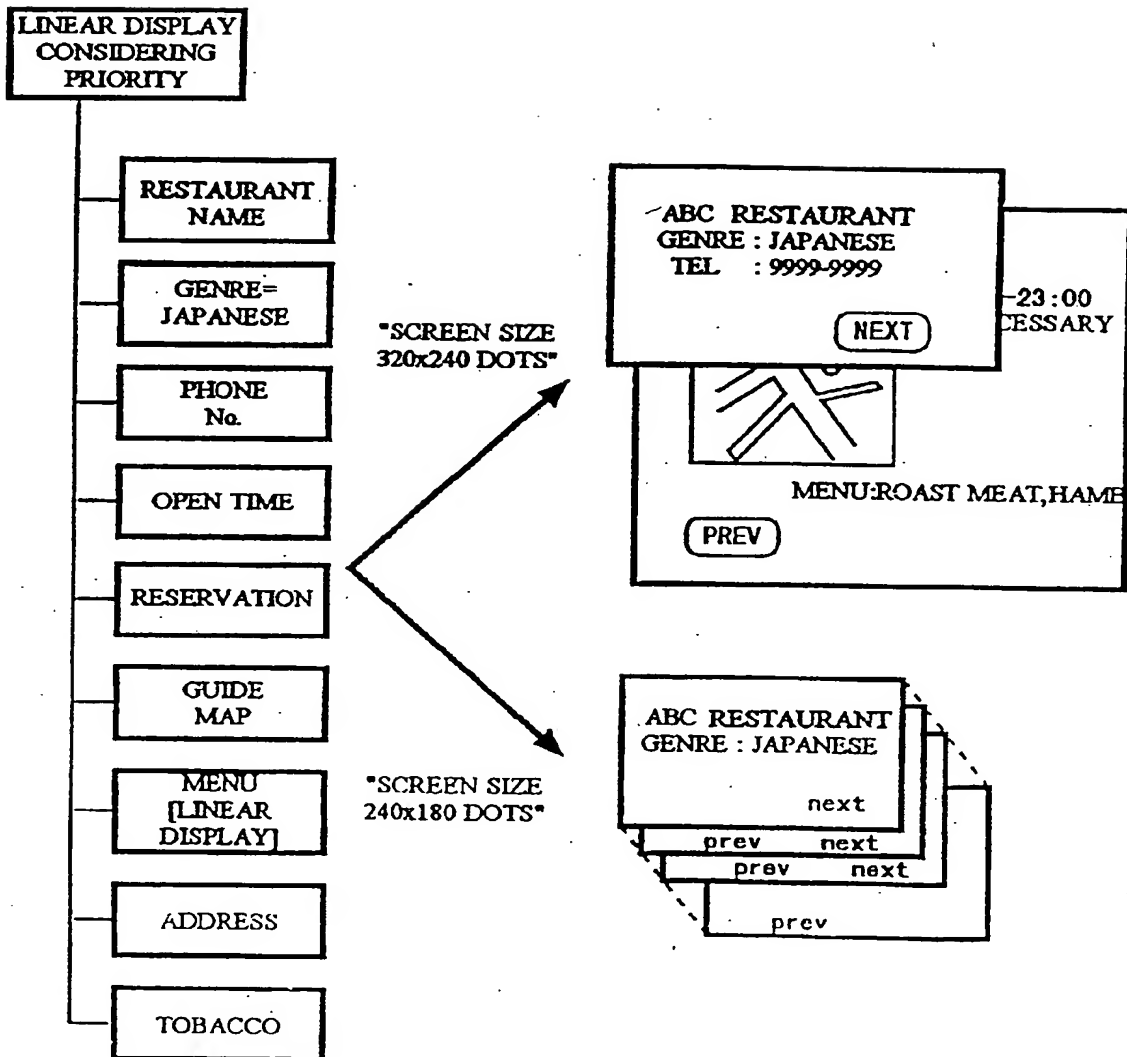 LINEAR DISPLAY
CONSIDERING
PRIORITY
RESTAURANT
NAME
GENRE=
JAPANESE
PHONE
No.
OPEN TIME
RESERVATION
GUIDE
MAP
MENU
[LINEAR
DISPLAY]
ADDRESS
TOBACCO
"SCREEN SIZE
320x240 DOTS"
"SCREEN SIZE
240x180 DOTS"
ABC RESTAURANT
GENRE : JAPANESE
TEL : 9999-9999
NEXT
-23:00
CESSARY
MENU:ROAST MEAT,HAMB
PREV
ABC RESTAURANT
GENRE : JAPANESE
next
prev next
prev next
prev